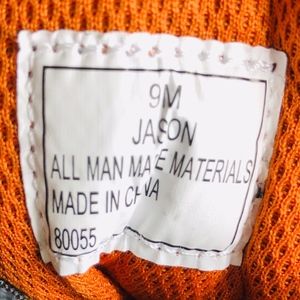 9M
JASON
ALL MAN MADE MATERIALS
MADE IN CHINA
80055